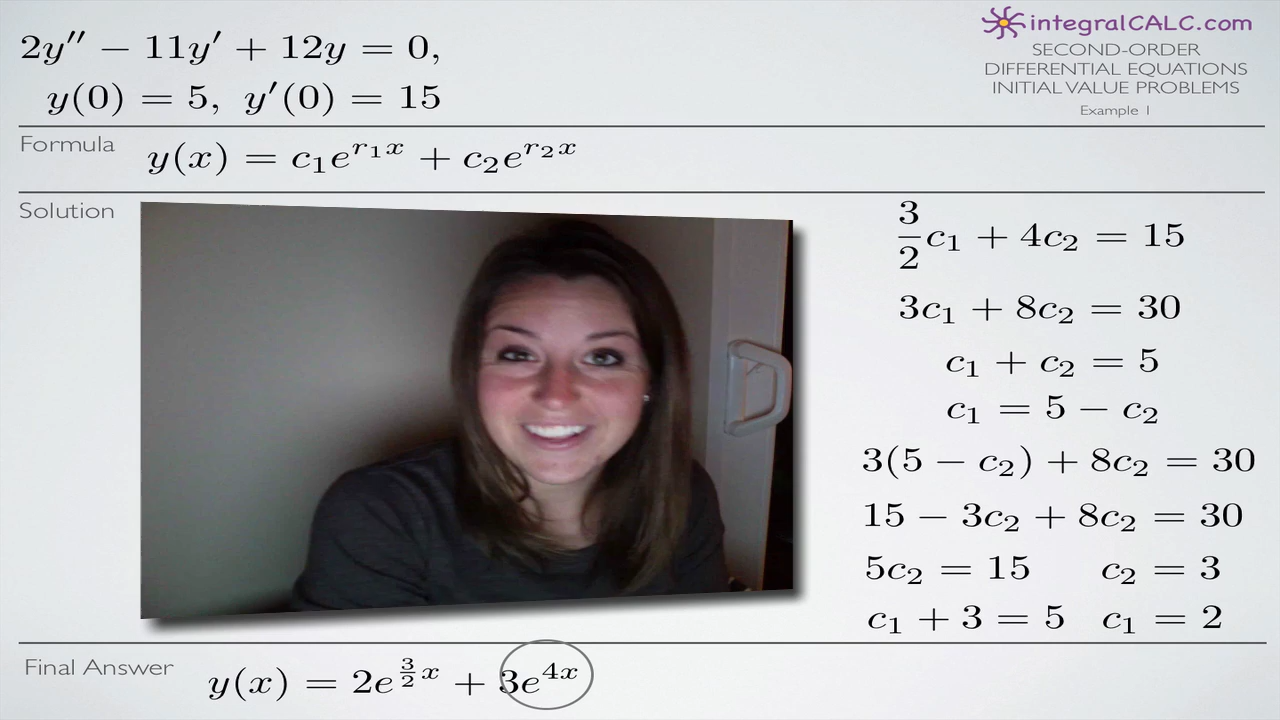 2y″ − 11y′ + 12y = 0,
y(0) = 5, y′(0) = 15
integralCALC.com
SECOND-ORDER
DIFFERENTIAL EQUATIONS
INITIAL VALUE PROBLEMS
Example 1
Formula
y(x) = c₁e^{r₁x} + c₂e^{r₂x}
Solution
3/2 c₁ + 4c₂ = 15
3c₁ + 8c₂ = 30
c₁ + c₂ = 5
c₁ = 5 − c₂
3(5 − c₂) + 8c₂ = 30
15 − 3c₂ + 8c₂ = 30
5c₂ = 15 c₂ = 3
c₁ + 3 = 5 c₁ = 2
Final Answer
y(x) = 2e^{3/2 x} + 3e^{4x}